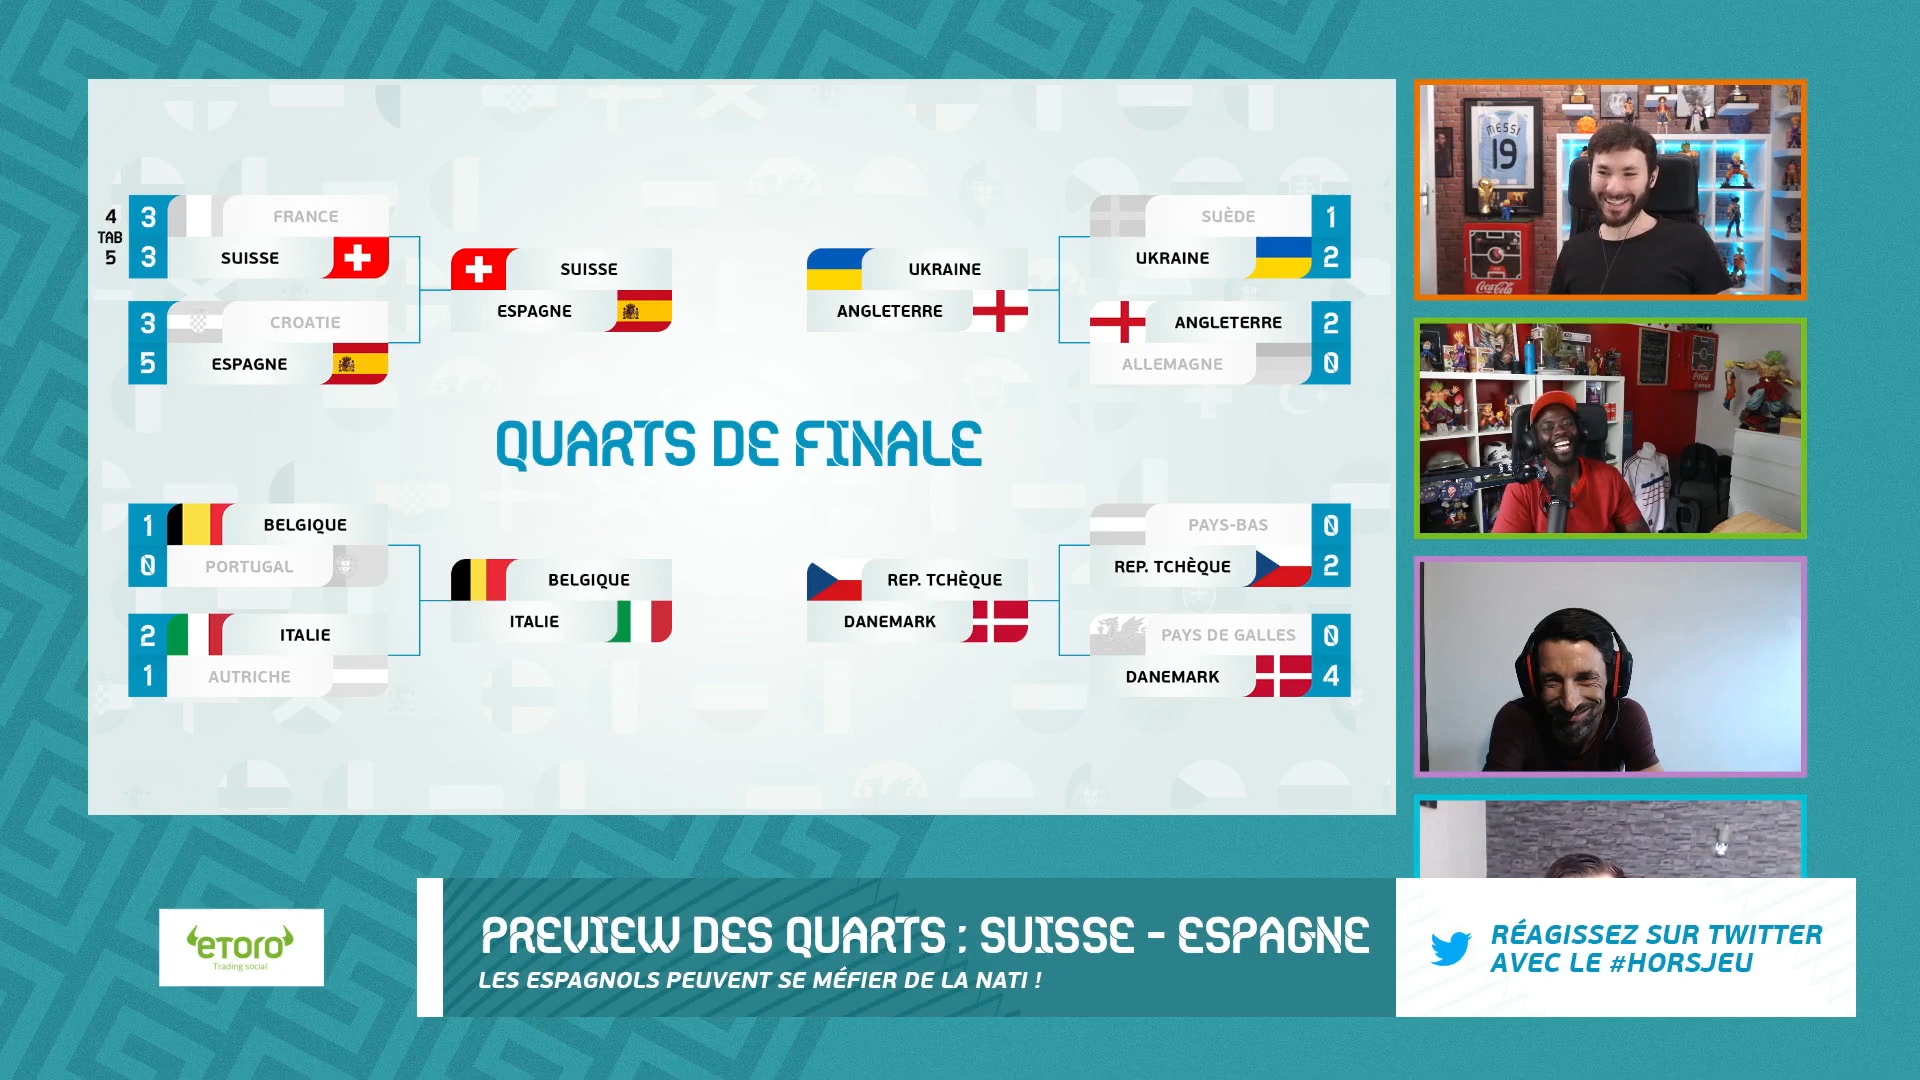 4
TAB
5
3 FRANCE
3 SUISSE
3 CROATIE
5 ESPAGNE
SUISSE
ESPAGNE
UKRAINE
ANGLETERRE
SUÈDE 1
UKRAINE 2
ANGLETERRE 2
ALLEMAGNE 0
QUARTS DE FINALE
1 BELGIQUE
0 PORTUGAL
2 ITALIE
1 AUTRICHE
BELGIQUE
ITALIE
REP. TCHÈQUE
DANEMARK
PAYS-BAS 0
REP. TCHÈQUE 2
PAYS DE GALLES 0
DANEMARK 4
MESSI
19
Coca-Cola
eToro
Trading social
PREVIEW DES QUARTS : SUISSE - ESPAGNE
LES ESPAGNOLS PEUVENT SE MÉFIER DE LA NATI !
RÉAGISSEZ SUR TWITTER
AVEC LE #HORSJEU